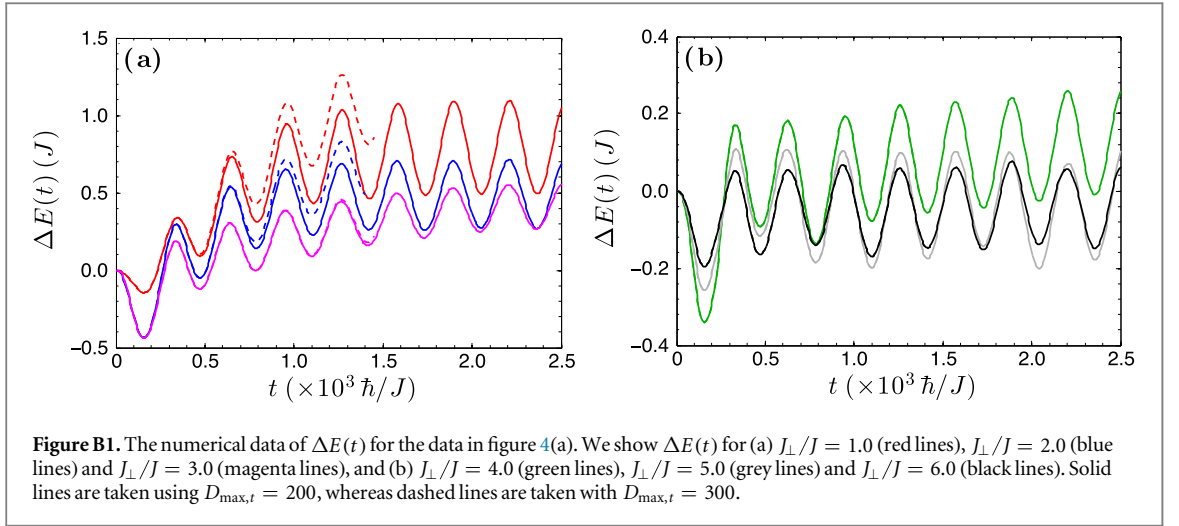 (a)
1.5
1.0
0.5
0.0
−0.5
ΔE(t) (J)
0
0.5
1.0
1.5
2.0
2.5
t (×10³ ℏ/J)
(b)
0.4
0.2
0.0
−0.2
−0.4
ΔE(t) (J)
0
0.5
1.0
1.5
2.0
2.5
t (×10³ ℏ/J)
Figure B1. The numerical data of ΔE(t) for the data in figure 4(a). We show ΔE(t) for (a) J⊥/J = 1.0 (red lines), J⊥/J = 2.0 (blue
lines) and J⊥/J = 3.0 (magenta lines), and (b) J⊥/J = 4.0 (green lines), J⊥/J = 5.0 (grey lines) and J⊥/J = 6.0 (black lines). Solid
lines are taken using Dmax,t = 200, whereas dashed lines are taken with Dmax,t = 300.